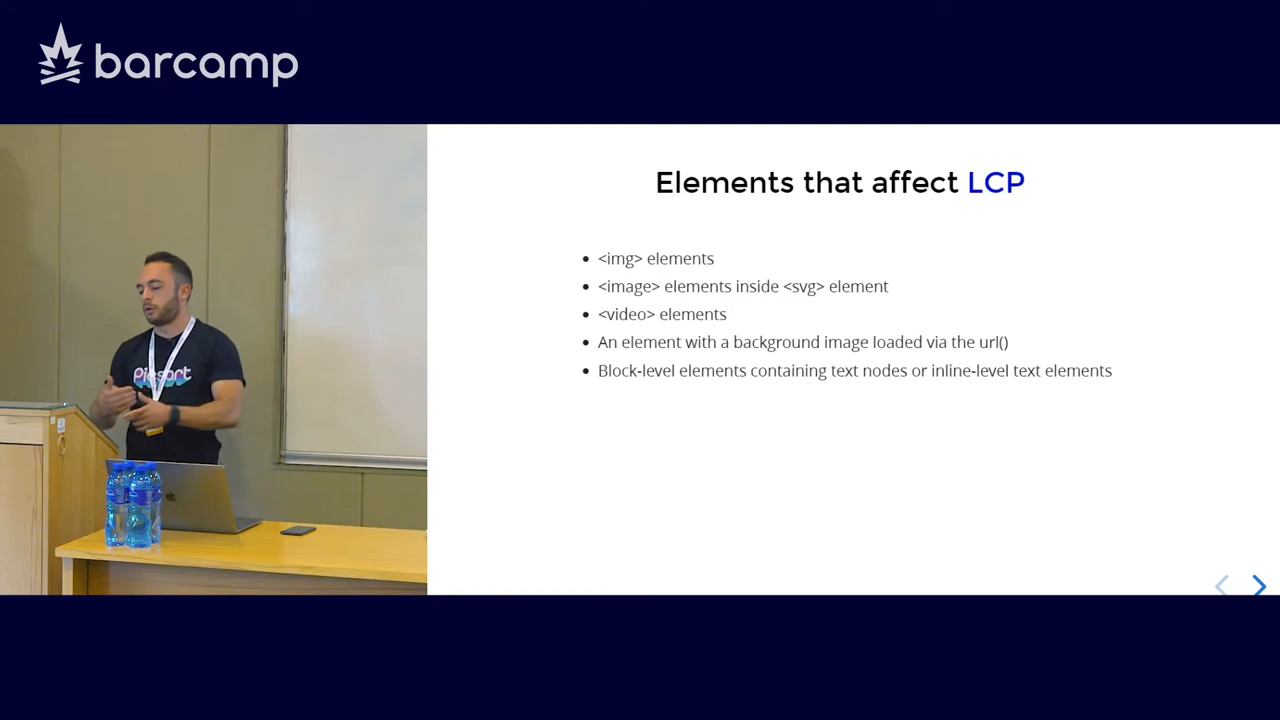 barcamp
Elements that affect LCP
<img> elements
<image> elements inside <svg> element
<video> elements
An element with a background image loaded via the url()
Block-level elements containing text nodes or inline-level text elements
Picsart